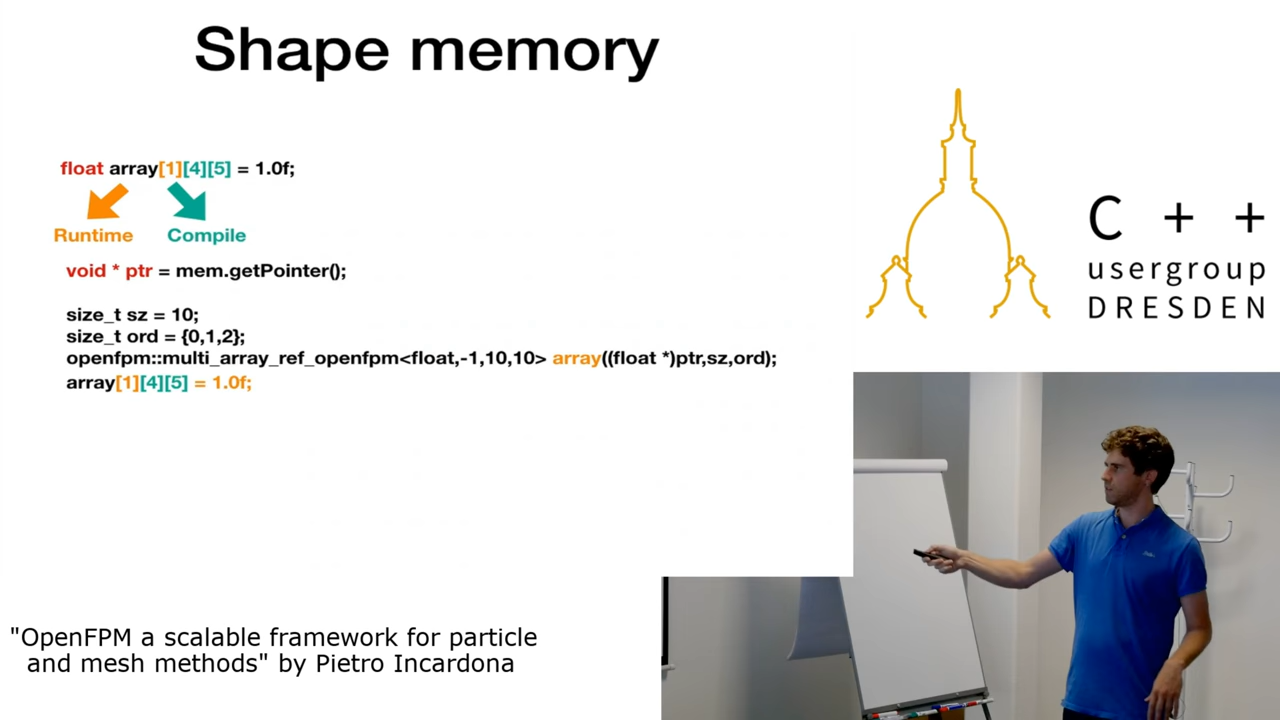 Shape memory
float array[1][4][5] = 1.0f;
Runtime
Compile
void * ptr = mem.getPointer();
size_t sz = 10;
size_t ord = {0,1,2};
openfpm::multi_array_ref_openfpm<float,-1,10,10> array((float *)ptr,sz,ord);
array[1][4][5] = 1.0f;
C + +
usergroup
DRESDEN
"OpenFPM a scalable framework for particle
and mesh methods" by Pietro Incardona